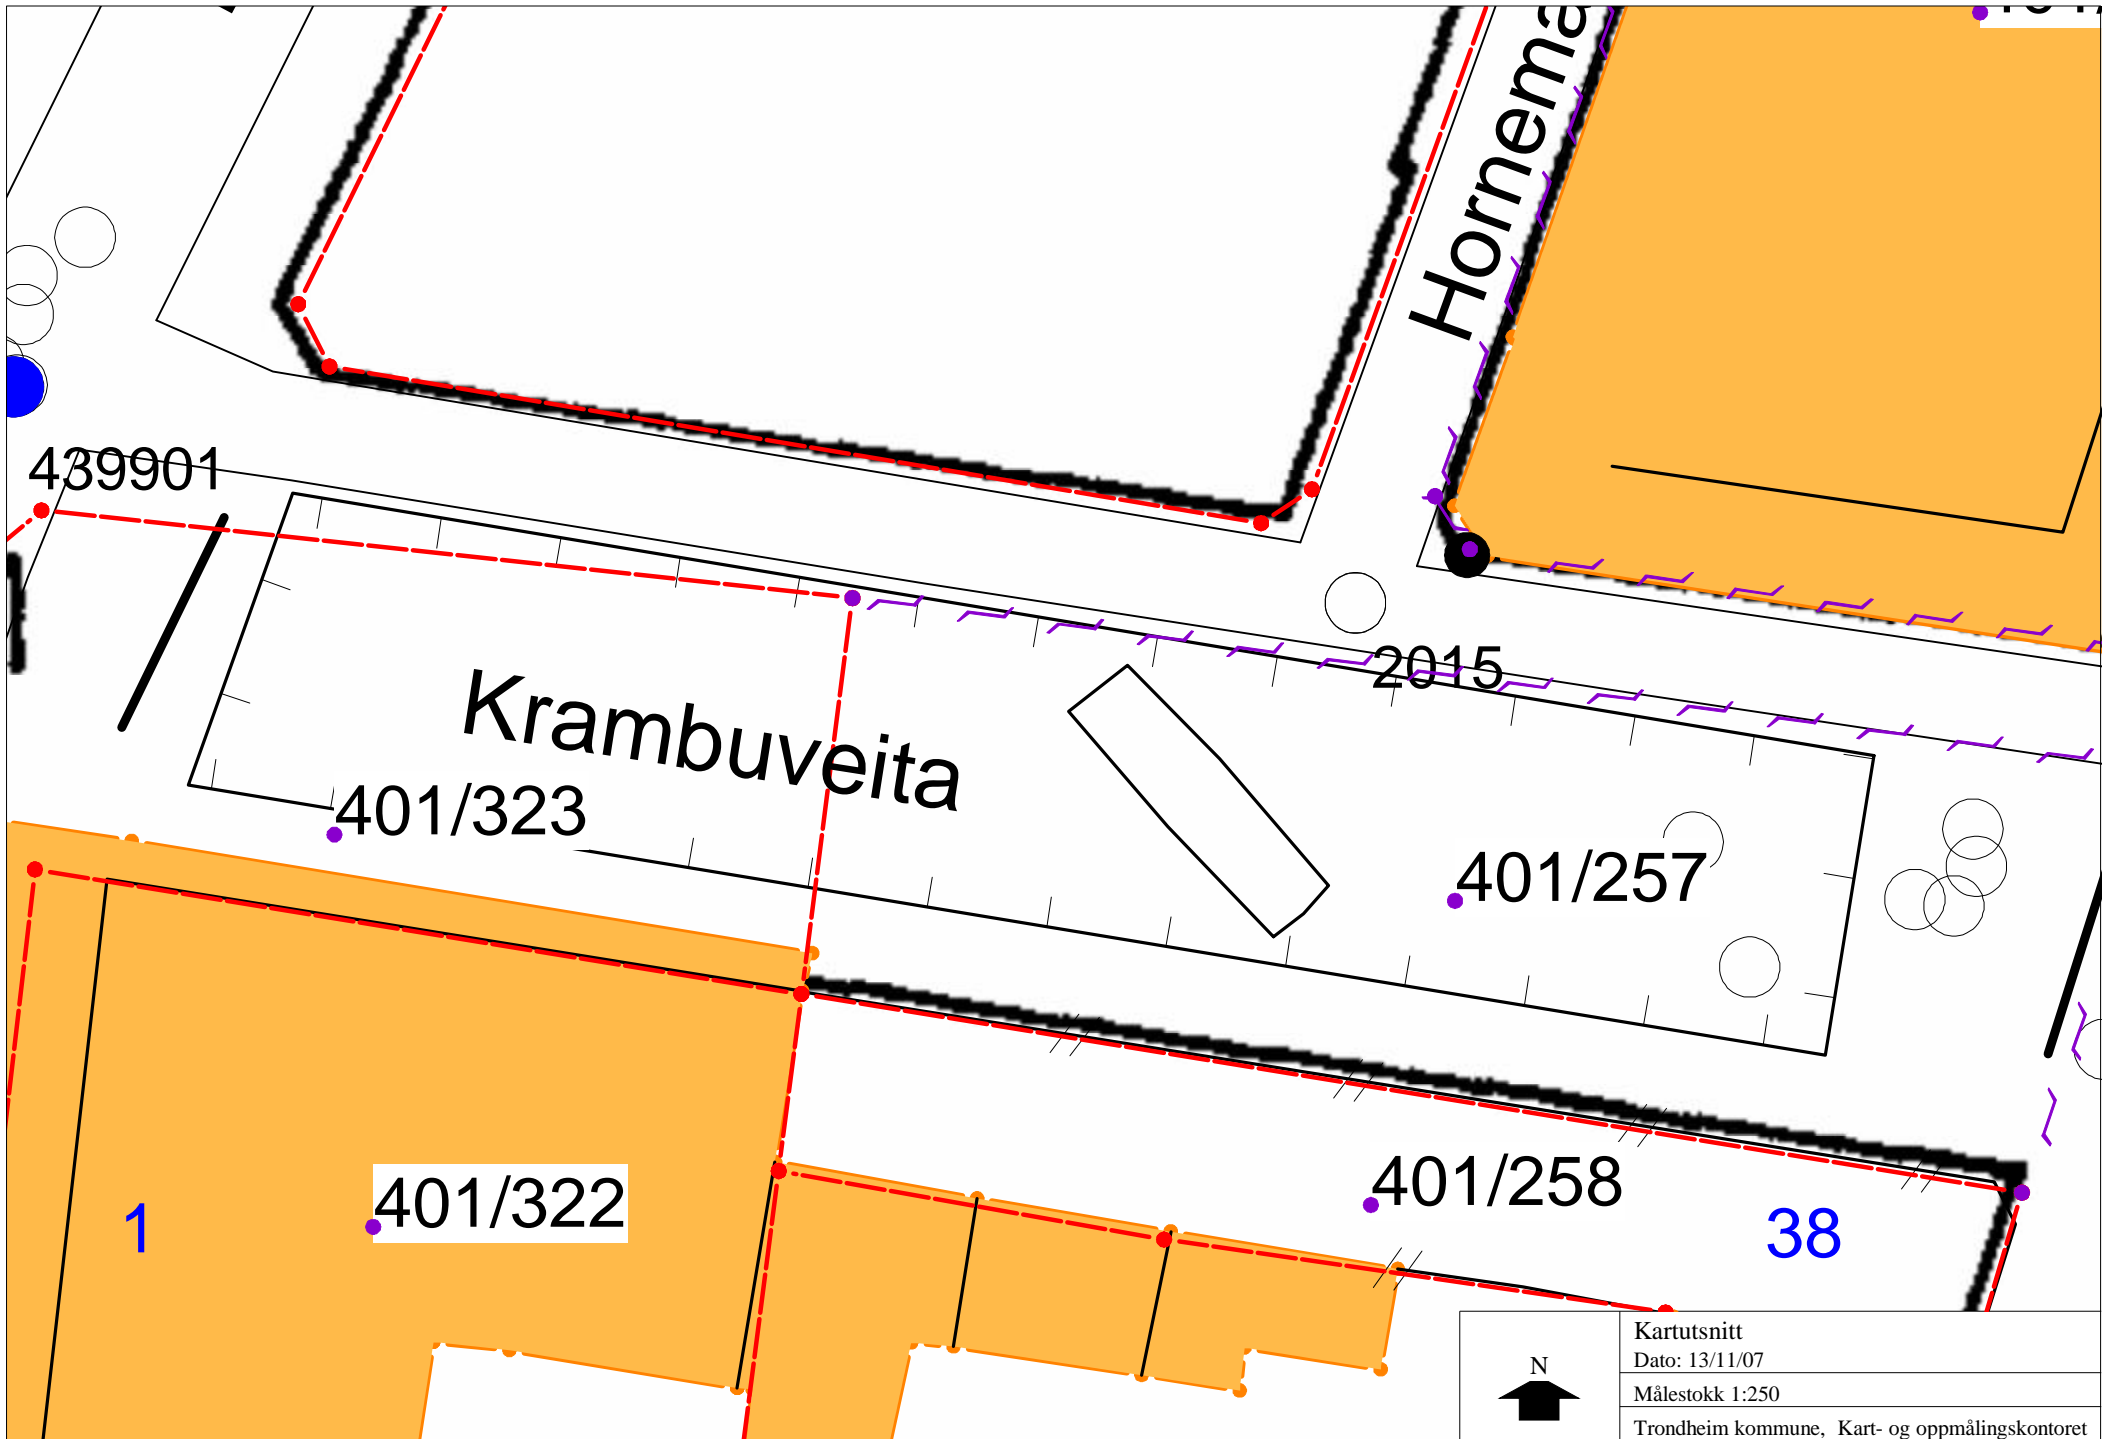 Hornema
439901
2015
Krambuveita
401/323
401/257
401/258
401/322
1
38
N
Kartutsnitt
Dato: 13/11/07
Målestokk 1:250
Trondheim kommune, Kart- og oppmålingskontoret